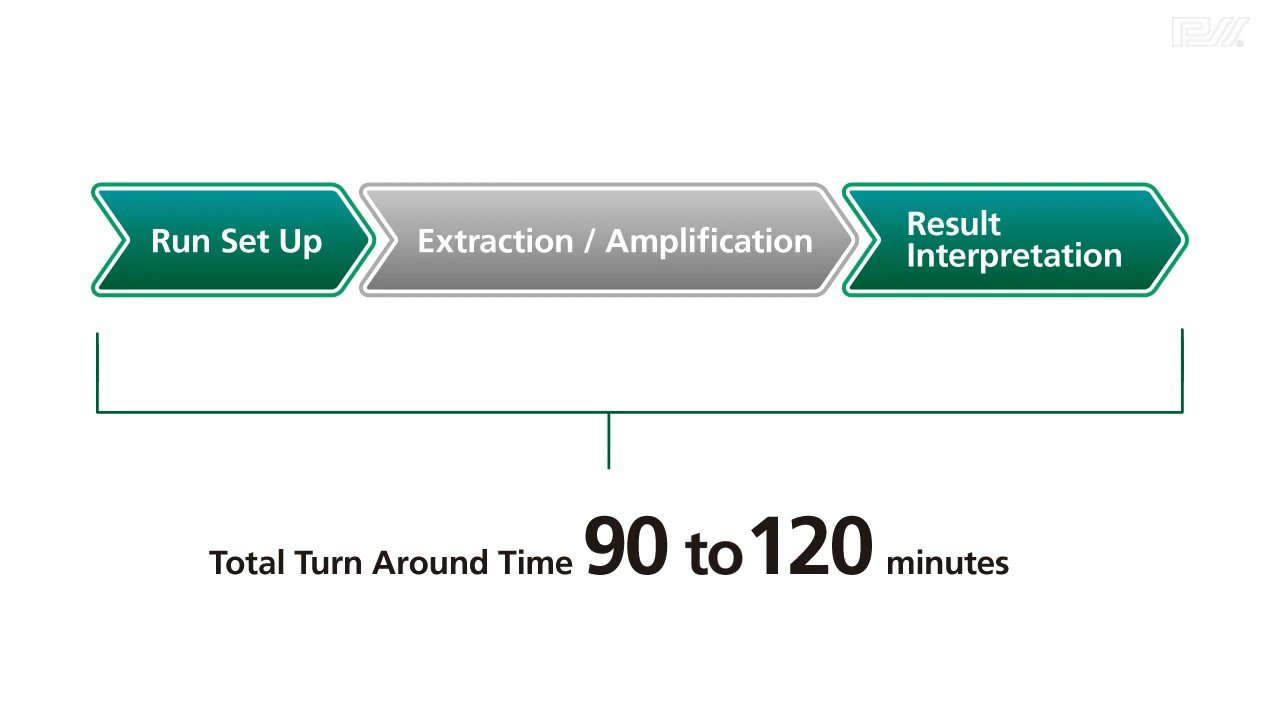 Run Set Up
Extraction / Amplification
Result
Interpretation
Total Turn Around Time 90 to 120 minutes